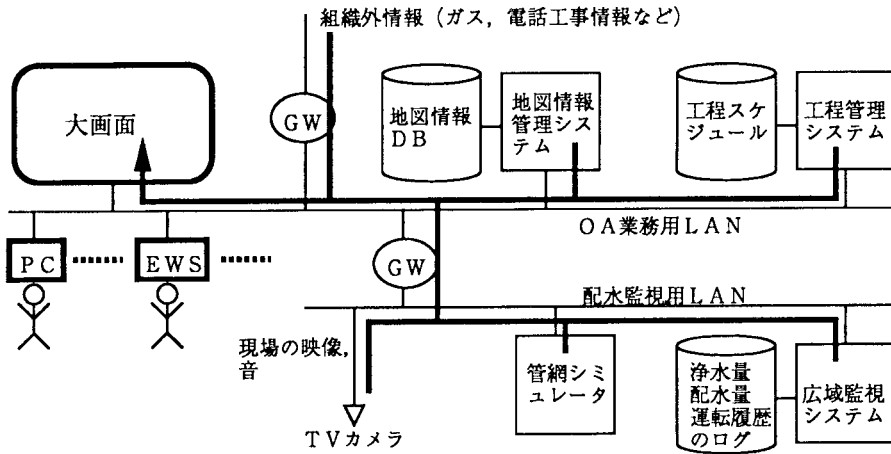 組織外情報（ガス，電話工事情報など）
大画面
GW
地図情報
DB
地図情報
管理シス
テム
工程スケ
ジュール
工程管理
システム
OA業務用LAN
PC
EWS
GW
配水監視用LAN
現場の映像，
音
TVカメラ
管網シミ
ュレータ
浄水量
配水量
運転履歴
のログ
広域監視
システム